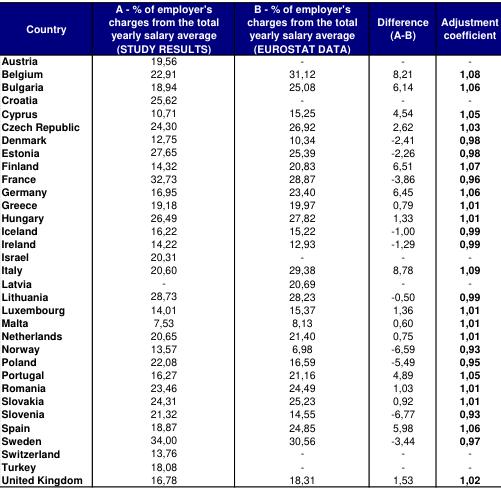 Country | A - % of employer's charges from the total yearly salary average (STUDY RESULTS) | B - % of employer's charges from the total yearly salary average (EUROSTAT DATA) | Difference (A-B) | Adjustment coefficient
Austria 19,56 - - -
Belgium 22,91 31,12 8,21 1,08
Bulgaria 18,94 25,08 6,14 1,06
Croatia 25,62 - - -
Cyprus 10,71 15,25 4,54 1,05
Czech Republic 24,30 26,92 2,62 1,03
Denmark 12,75 10,34 -2,41 0,98
Estonia 27,65 25,39 -2,26 0,98
Finland 14,32 20,83 6,51 1,07
France 32,73 28,87 -3,86 0,96
Germany 16,95 23,40 6,45 1,06
Greece 19,18 19,97 0,79 1,01
Hungary 26,49 27,82 1,33 1,01
Iceland 16,22 15,22 -1,00 0,99
Ireland 14,22 12,93 -1,29 0,99
Israel 20,31 - - -
Italy 20,60 29,38 8,78 1,09
Latvia - 20,69 - -
Lithuania 28,73 28,23 -0,50 0,99
Luxembourg 14,01 15,37 1,36 1,01
Malta 7,53 8,13 0,60 1,01
Netherlands 20,65 21,40 0,75 1,01
Norway 13,57 6,98 -6,59 0,93
Poland 22,08 16,59 -5,49 0,95
Portugal 16,27 21,16 4,89 1,05
Romania 23,46 24,49 1,03 1,01
Slovakia 24,31 25,23 0,92 1,01
Slovenia 21,32 14,55 -6,77 0,93
Spain 18,87 24,85 5,98 1,06
Sweden 34,00 30,56 -3,44 0,97
Switzerland 13,76 - - -
Turkey 18,08 - - -
United Kingdom 16,78 18,31 1,53 1,02